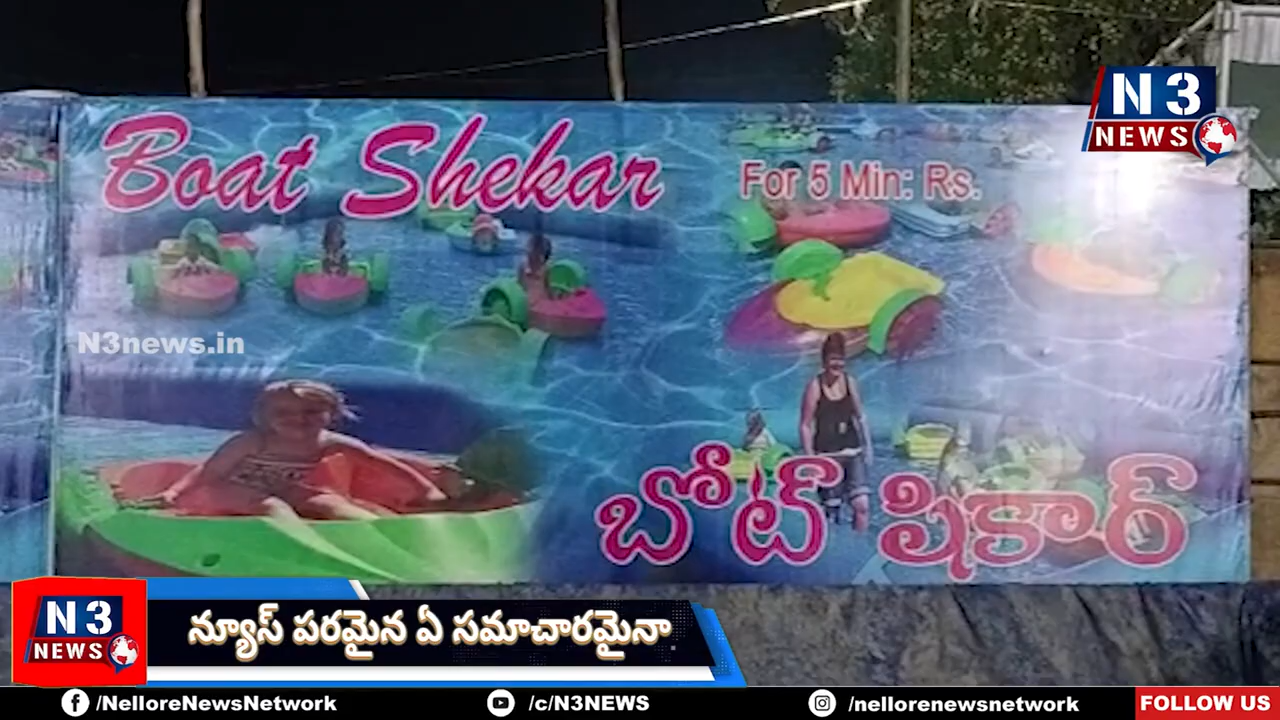 Boat Shekar
For 5 Min: Rs.
N3
NEWS
N3news.in
బోట్ షికార్
N3
NEWS
న్యూస్ పరమైన ఏ సమాచారమైనా.
/NelloreNewsNetwork
/c/N3NEWS
/nellorenewsnetwork
FOLLOW US